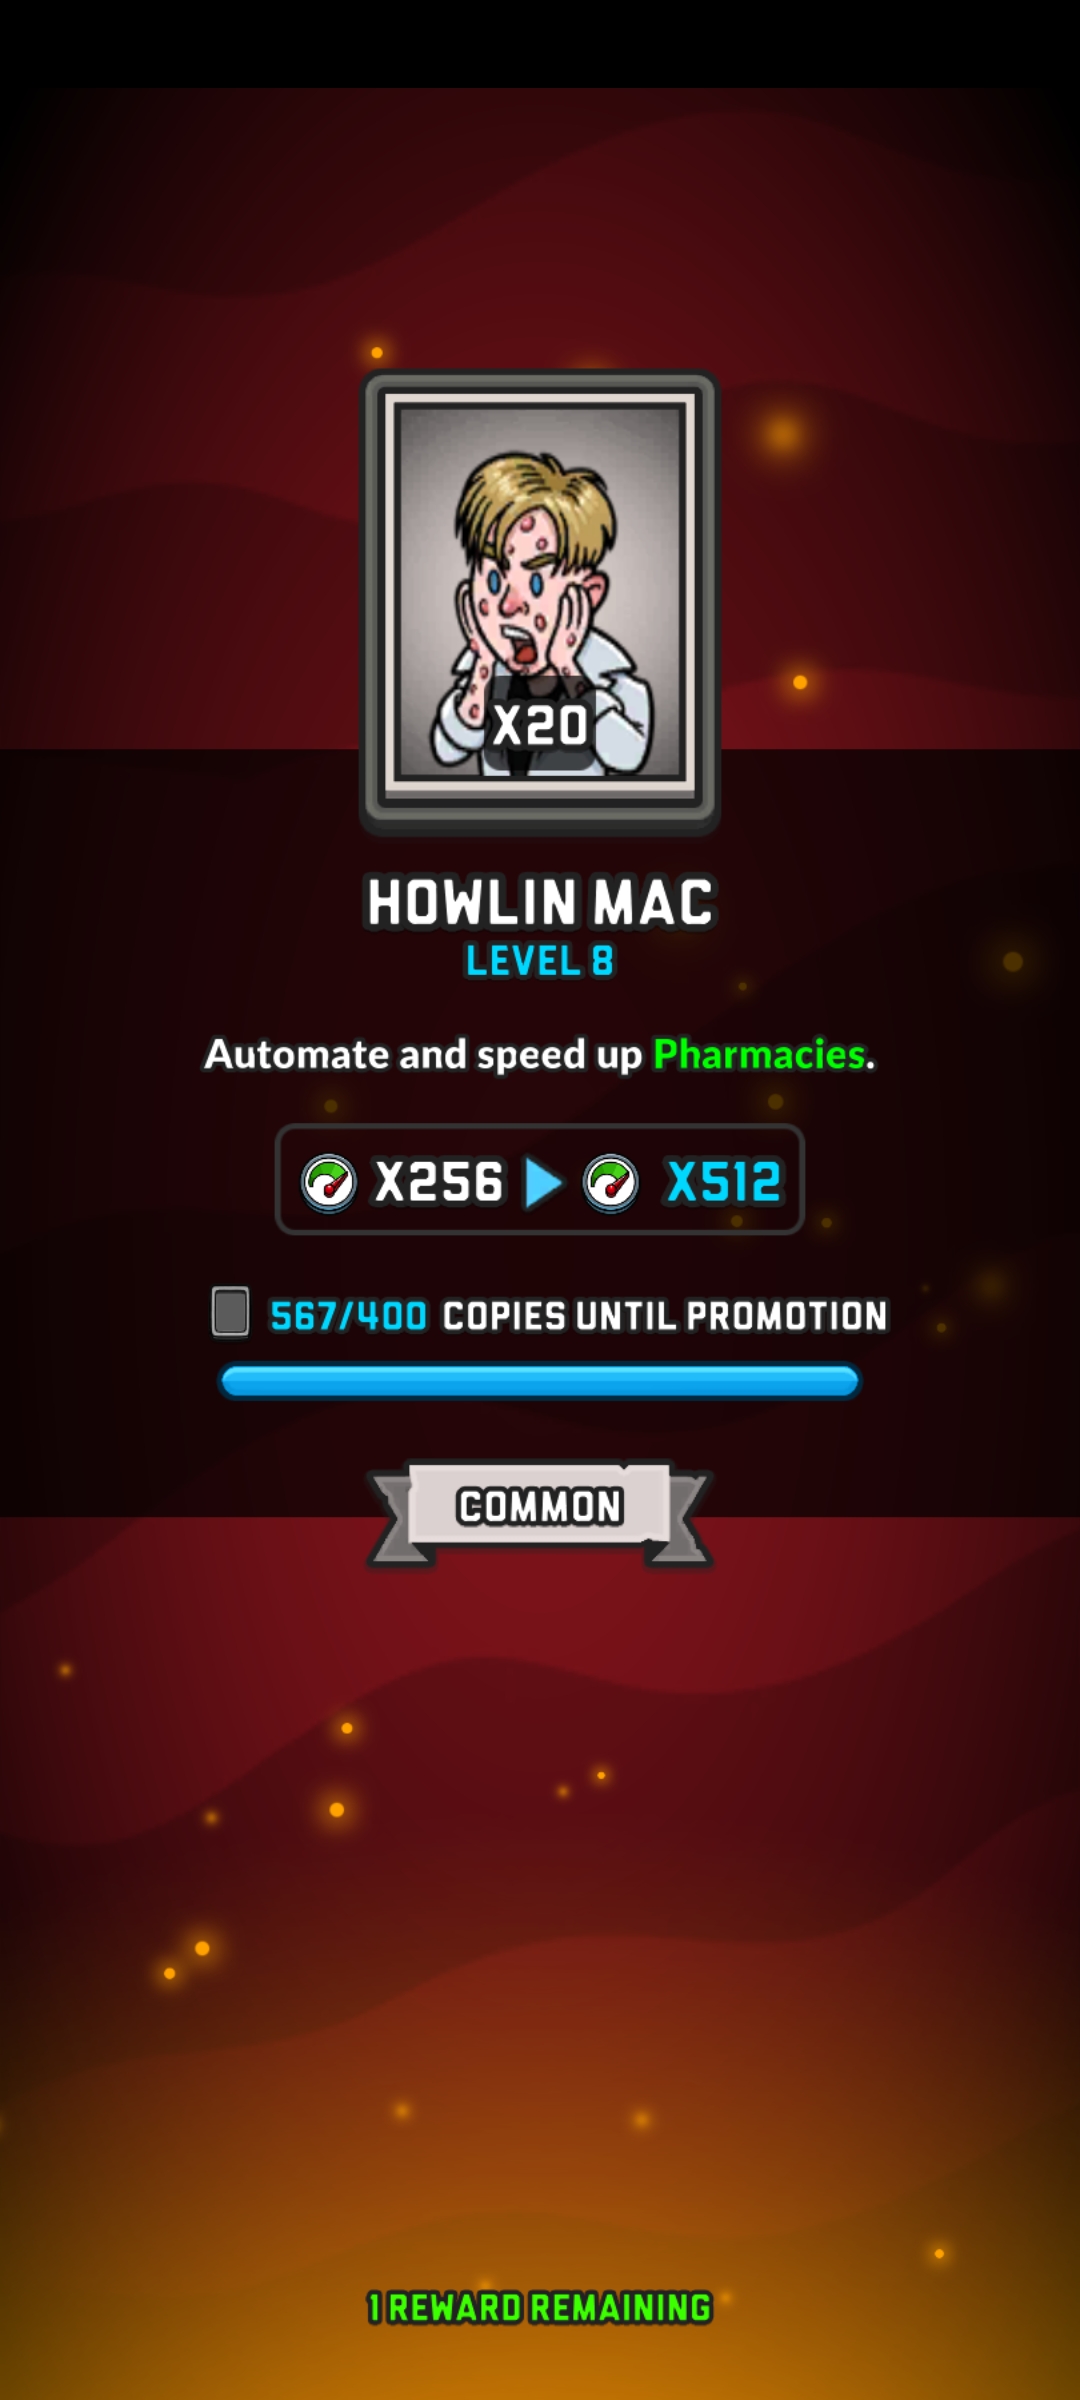 X20
HOWLIN MAC
LEVEL 8
Automate and speed up Pharmacies.
X256 X512
567/400 COPIES UNTIL PROMOTION
COMMON
1 REWARD REMAINING